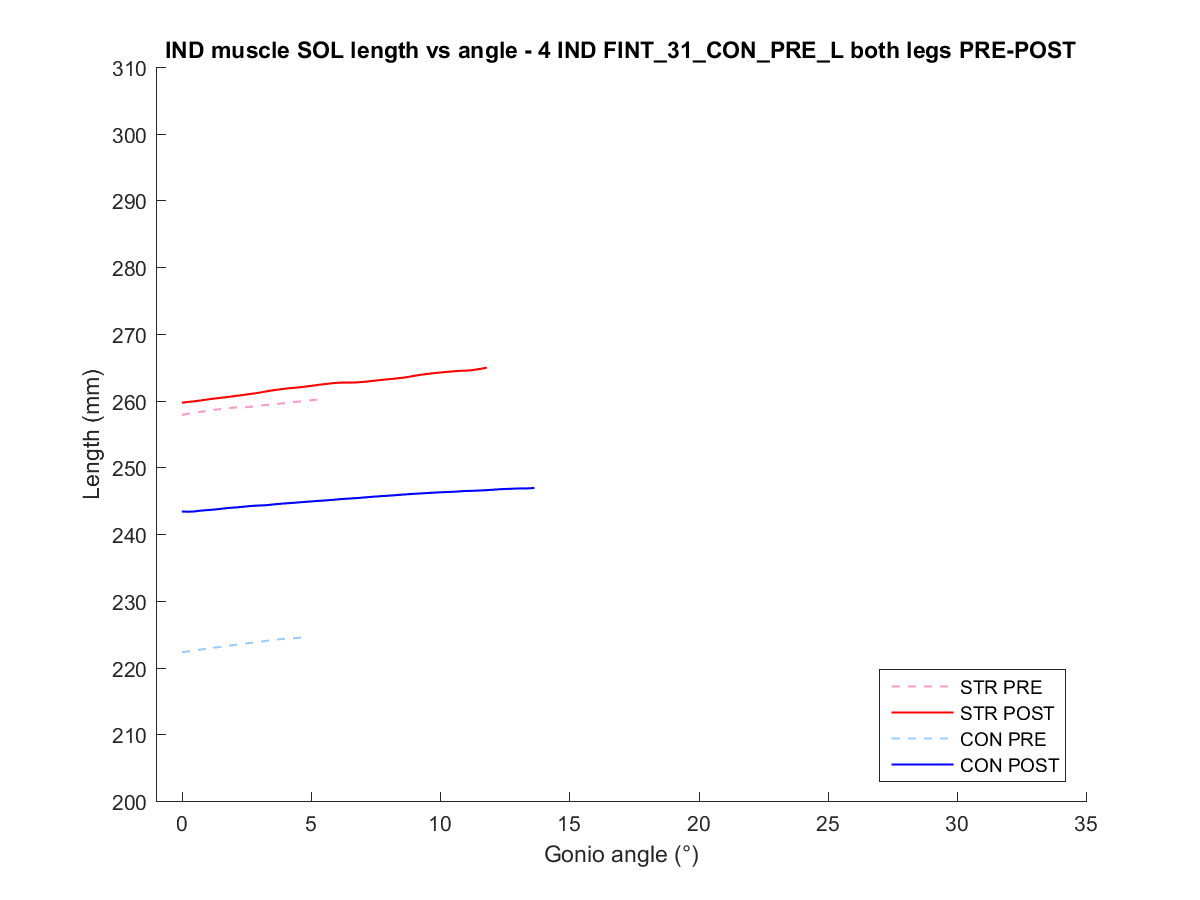 IND muscle SOL length vs angle - 4 IND FINT_31_CON_PRE_L both legs PRE-POST
310
300
290
280
270
260
250
240
230
220
210
200
Length (mm)
0 5 10 15 20 25 30 35
Gonio angle (°)
STR PRE
STR POST
CON PRE
CON POST